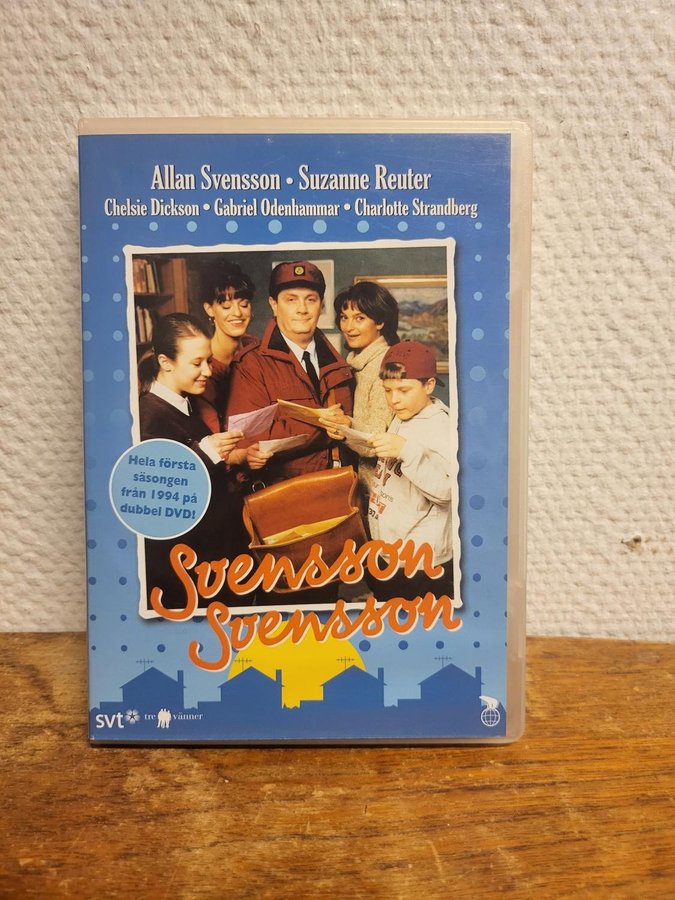 Allan Svensson • Suzanne Reuter
Chelsie Dickson • Gabriel Odenhammar • Charlotte Strandberg
Hela första
säsongen
från 1994 på
dubbel DVD!
Svensson
Svensson
svt tre vänner